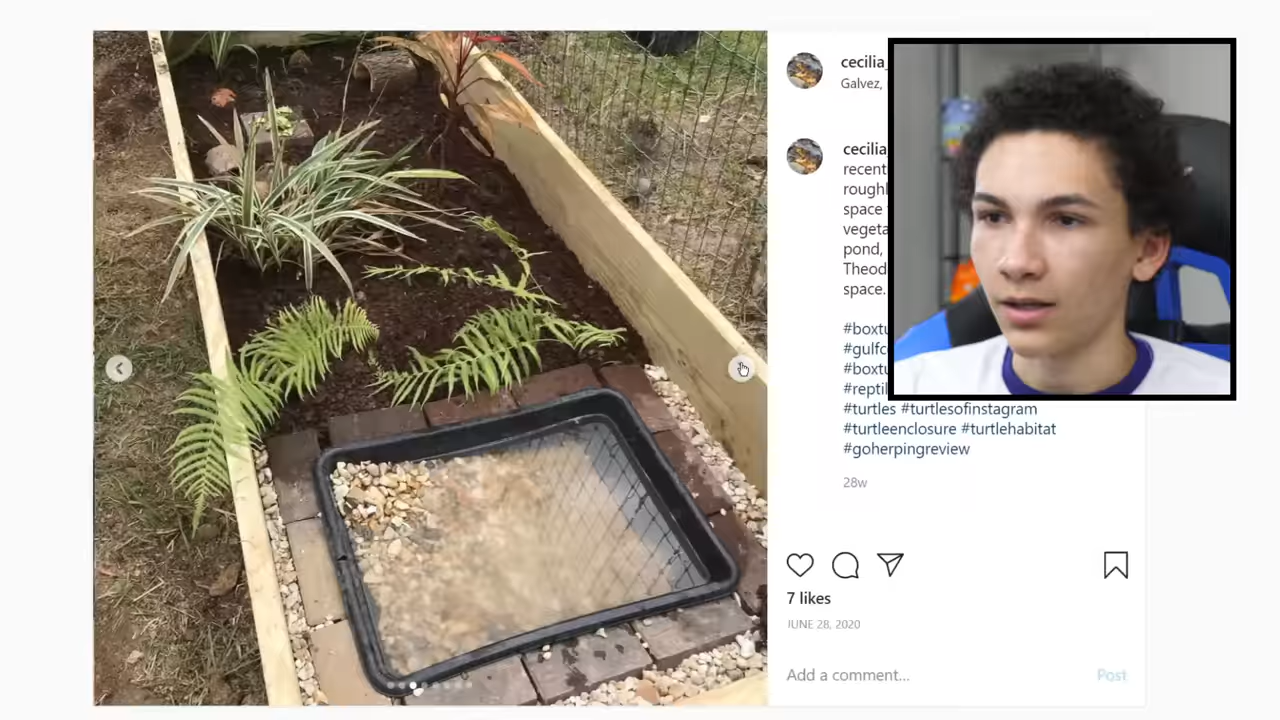 cecilia_
Galvez,
cecilia
recent
roughl
space
vegeta
pond,
Theod
space.
#boxtu
#gulfc
#boxtu
#repti
#turtles #turtlesofinstagram
#turtleenclosure #turtlehabitat
#goherpingreview
28w
7 likes
JUNE 28, 2020
Add a comment... Post